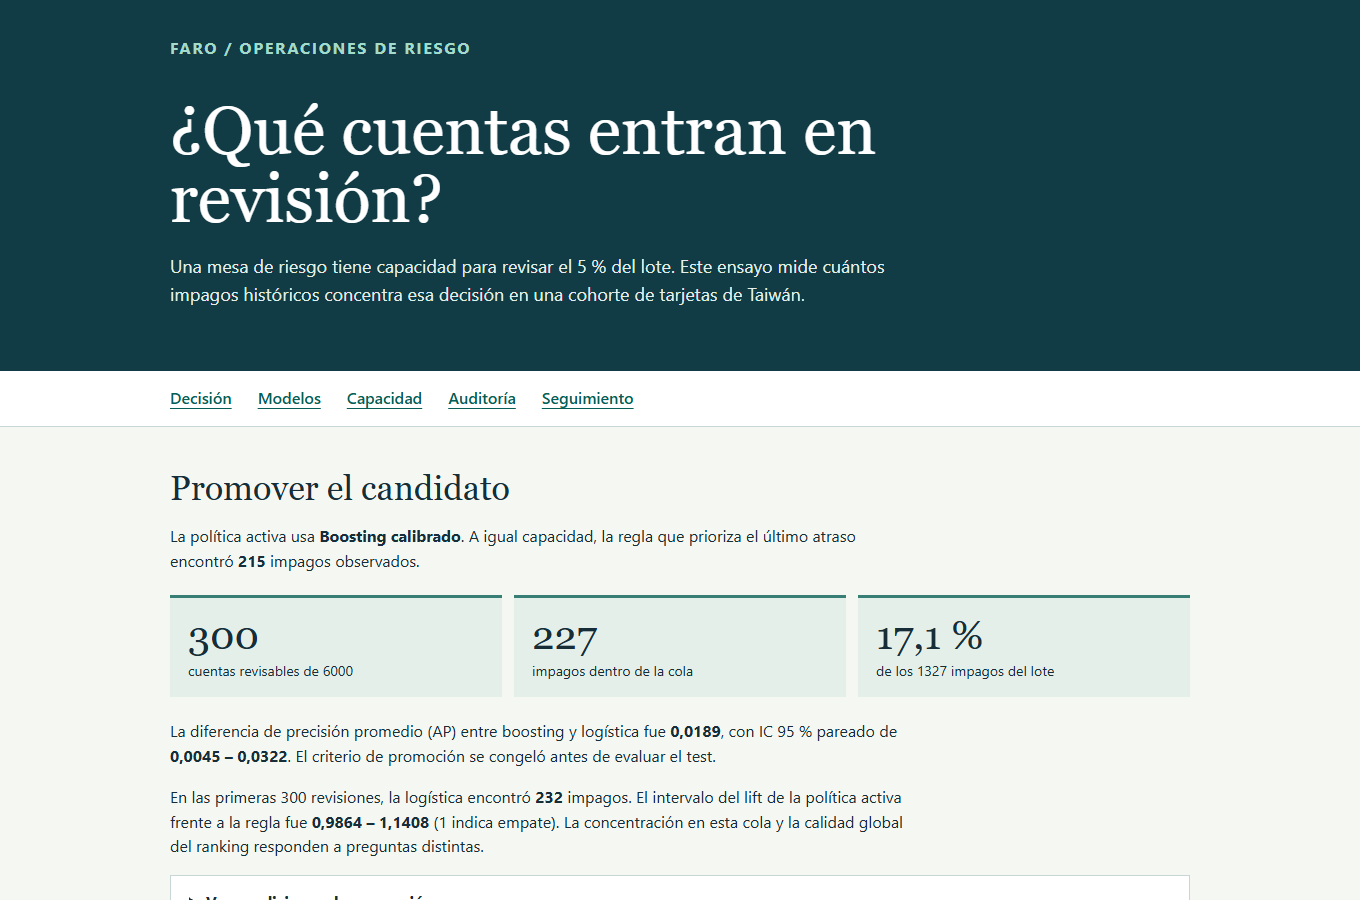 FARO / OPERACIONES DE RIESGO
¿Qué cuentas entran en
revisión?
Una mesa de riesgo tiene capacidad para revisar el 5 % del lote. Este ensayo mide cuántos
impagos históricos concentra esa decisión en una cohorte de tarjetas de Taiwán.
Decisión Modelos Capacidad Auditoría Seguimiento
Promover el candidato
La política activa usa Boosting calibrado. A igual capacidad, la regla que prioriza el último atraso
encontró 215 impagos observados.
300
cuentas revisables de 6000
227
impagos dentro de la cola
17,1 %
de los 1327 impagos del lote
La diferencia de precisión promedio (AP) entre boosting y logística fue 0,0189, con IC 95 % pareado de
0,0045 – 0,0322. El criterio de promoción se congeló antes de evaluar el test.
En las primeras 300 revisiones, la logística encontró 232 impagos. El intervalo del lift de la política activa
frente a la regla fue 0,9864 – 1,1408 (1 indica empate). La concentración en esta cola y la calidad global
del ranking responden a preguntas distintas.